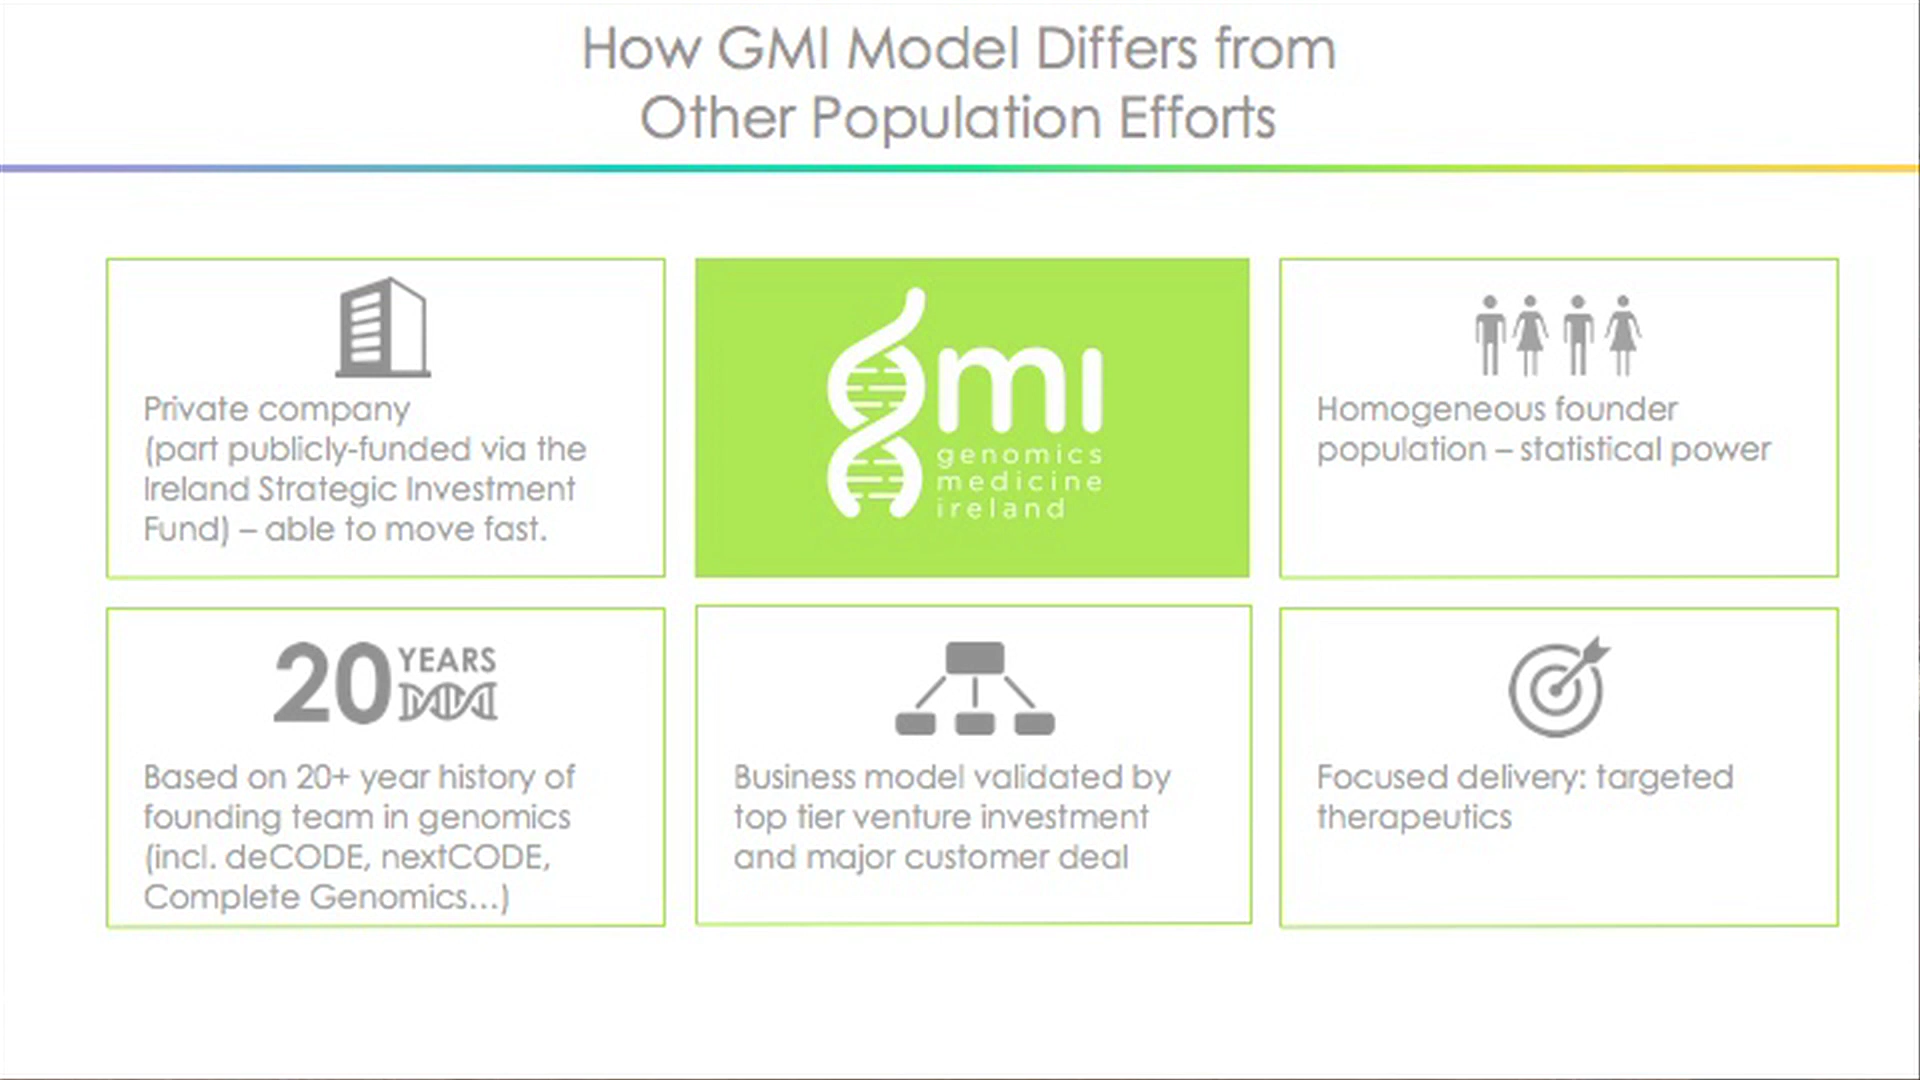 How GMI Model Differs from
Other Population Efforts
Private company
(part publicly-funded via the
Ireland Strategic Investment
Fund) – able to move fast.
gmi
genomics
medicine
ireland
Homogeneous founder
population – statistical power
20 YEARS
Based on 20+ year history of
founding team in genomics
(incl. deCODE, nextCODE,
Complete Genomics...)
Business model validated by
top tier venture investment
and major customer deal
Focused delivery: targeted
therapeutics